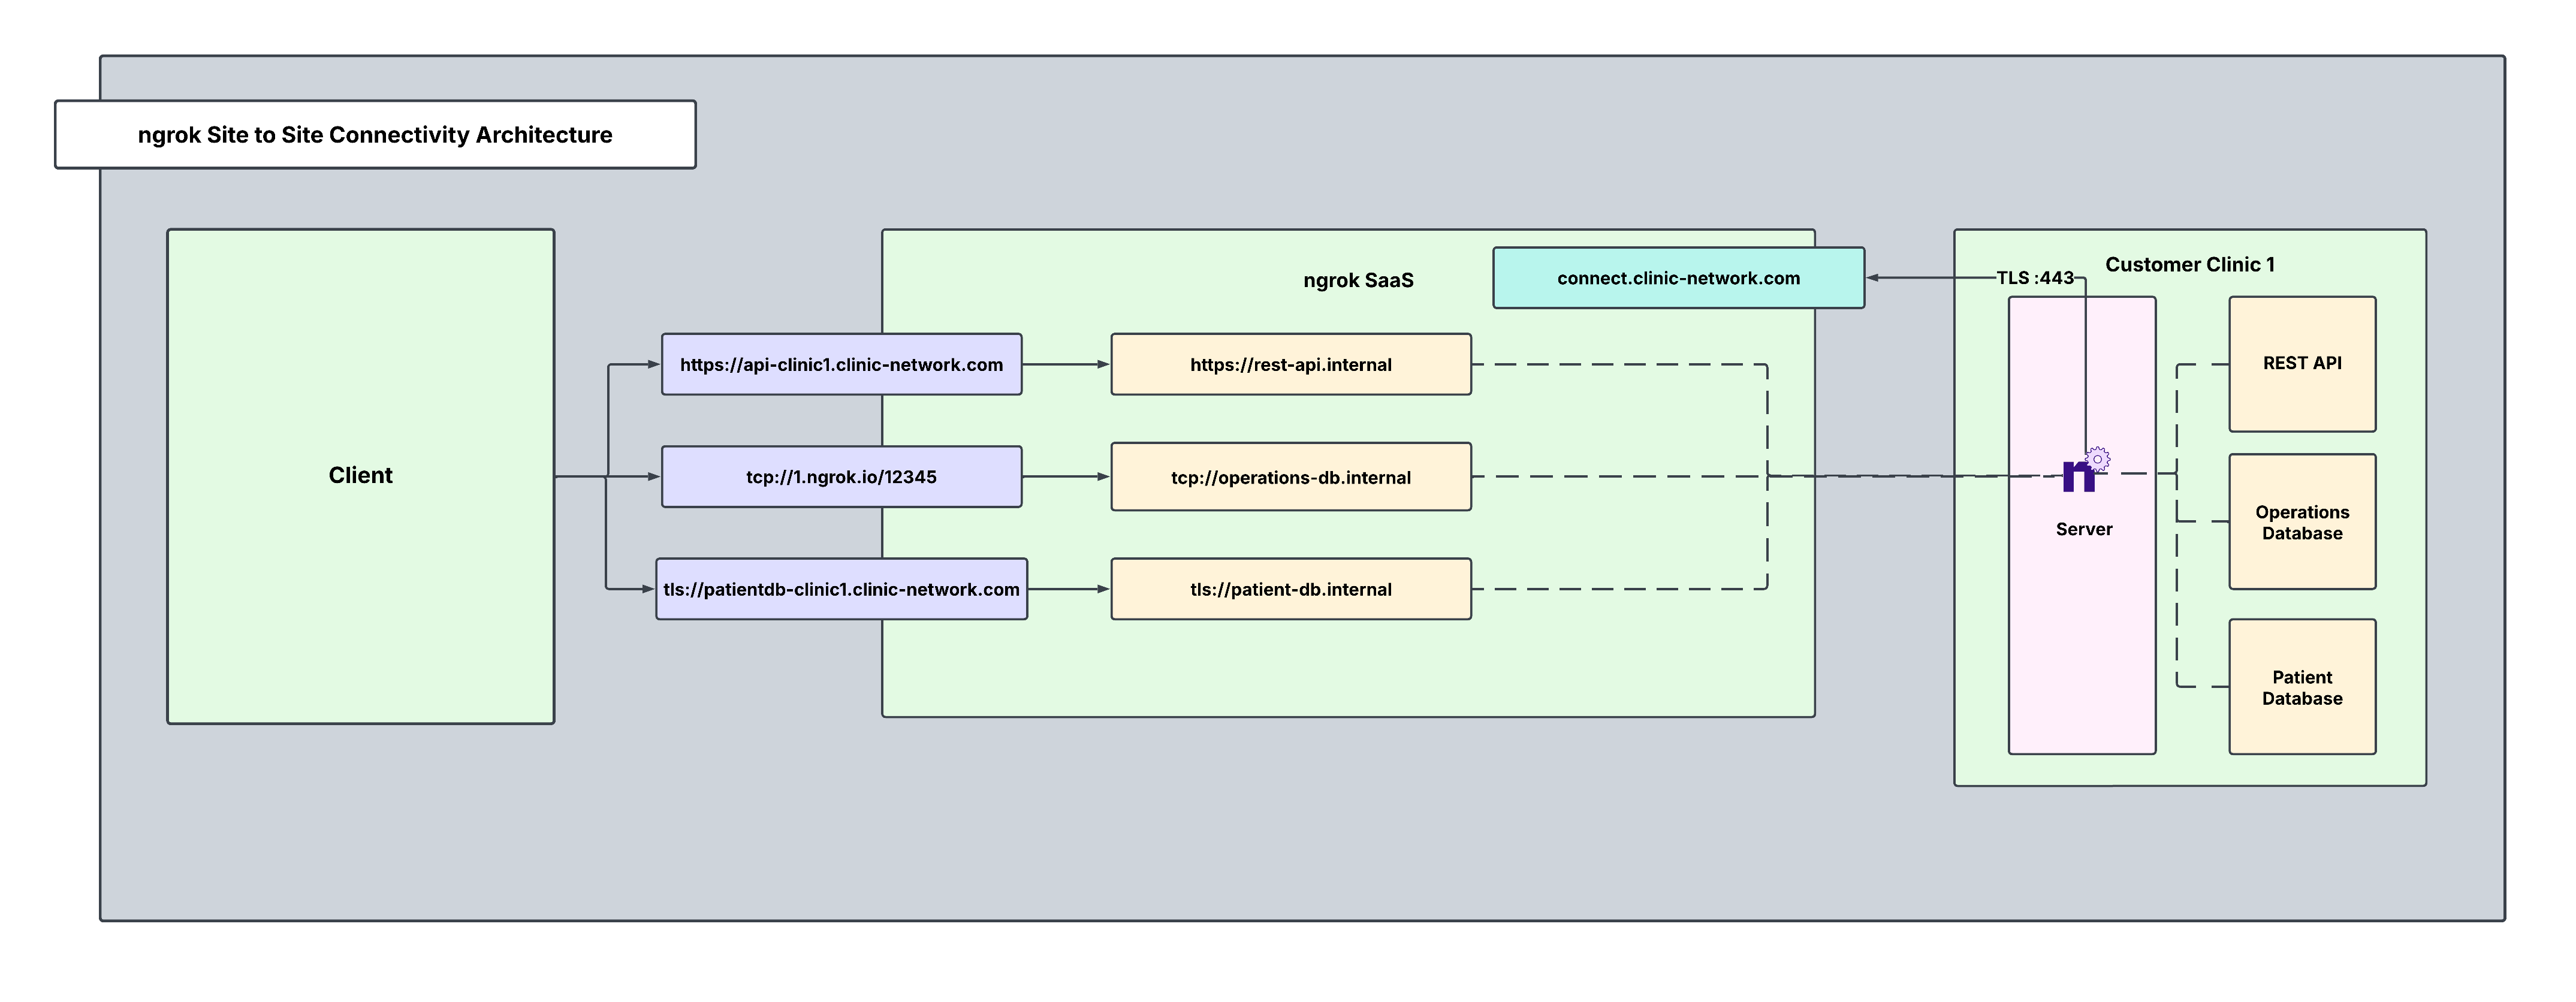 ngrok Site to Site Connectivity Architecture
Client
ngrok SaaS
connect.clinic-network.com
TLS :443
Customer Clinic 1
https://api-clinic1.clinic-network.com
https://rest-api.internal
REST API
tcp://1.ngrok.io/12345
tcp://operations-db.internal
n
Server
Operations
Database
tls://patientdb-clinic1.clinic-network.com
tls://patient-db.internal
Patient
Database